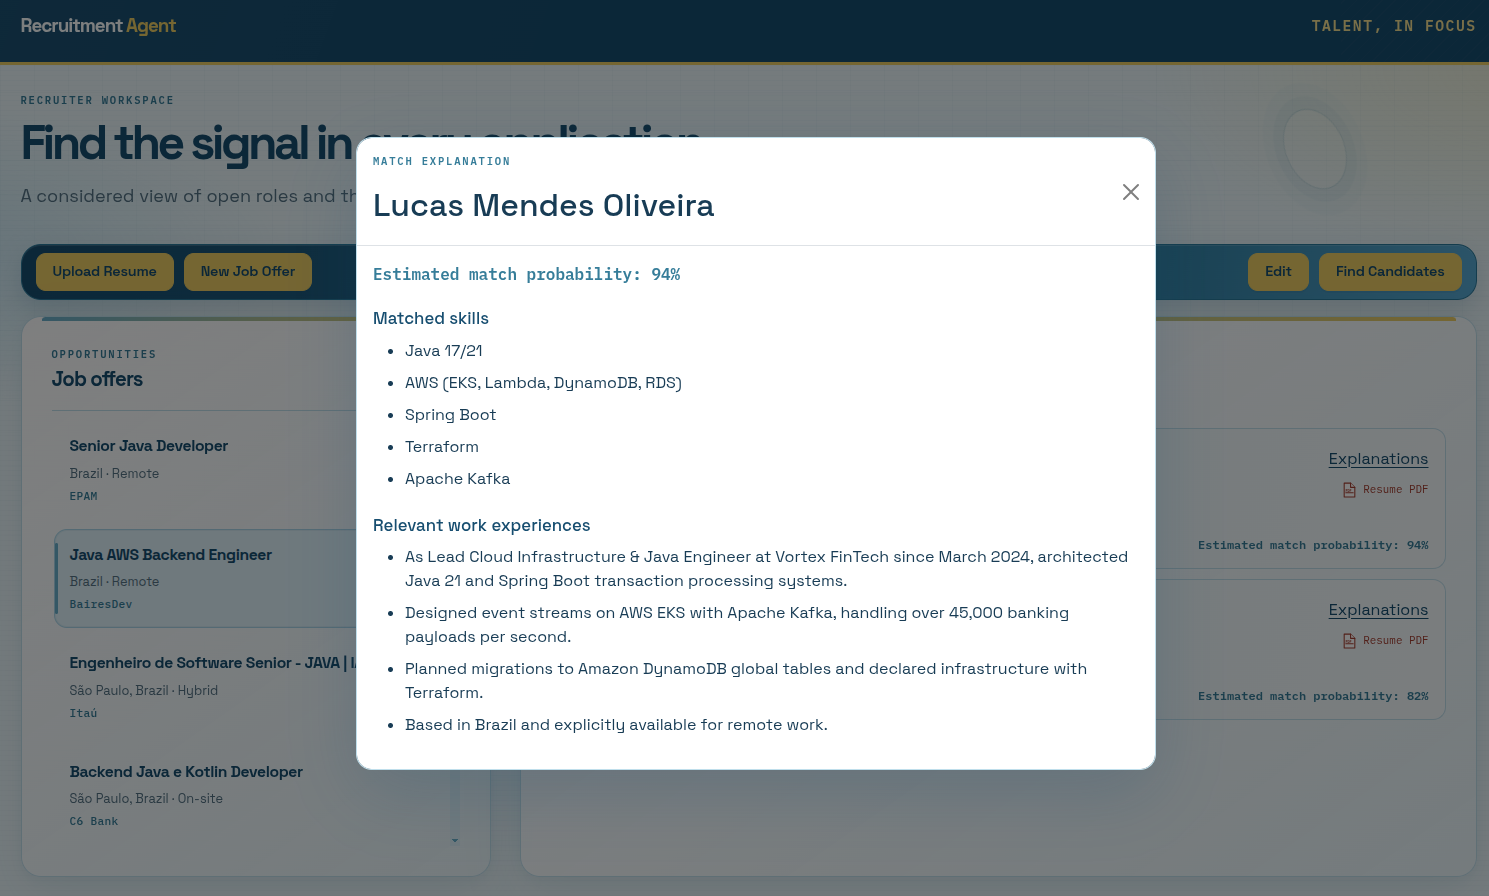 Recruitment Agent
TALENT, IN FOCUS
RECRUITER WORKSPACE
Find the signal in every application
A considered view of open roles and th
Upload Resume
New Job Offer
Edit
Find Candidates
OPPORTUNITIES
Job offers
Senior Java Developer
Brazil · Remote
EPAM
Java AWS Backend Engineer
Brazil · Remote
BairesDev
Engenheiro de Software Senior - JAVA |
São Paulo, Brazil · Hybrid
Itaú
Backend Java e Kotlin Developer
São Paulo, Brazil · On-site
C6 Bank
MATCH EXPLANATION
Lucas Mendes Oliveira
Estimated match probability: 94%
Matched skills
Java 17/21
AWS (EKS, Lambda, DynamoDB, RDS)
Spring Boot
Terraform
Apache Kafka
Relevant work experiences
As Lead Cloud Infrastructure & Java Engineer at Vortex FinTech since March 2024, architected
Java 21 and Spring Boot transaction processing systems.
Designed event streams on AWS EKS with Apache Kafka, handling over 45,000 banking
payloads per second.
Planned migrations to Amazon DynamoDB global tables and declared infrastructure with
Terraform.
Based in Brazil and explicitly available for remote work.
Explanations
Resume PDF
Estimated match probability: 94%
Explanations
Resume PDF
Estimated match probability: 82%